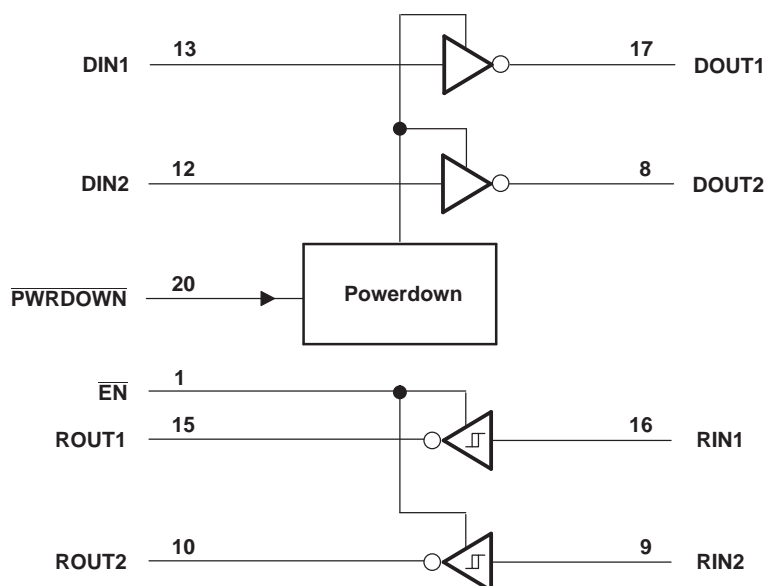 DIN1 13 17 DOUT1
DIN2 12 8 DOUT2
PWRDOWN 20 Powerdown
EN 1
ROUT1 15 16 RIN1
ROUT2 10 9 RIN2